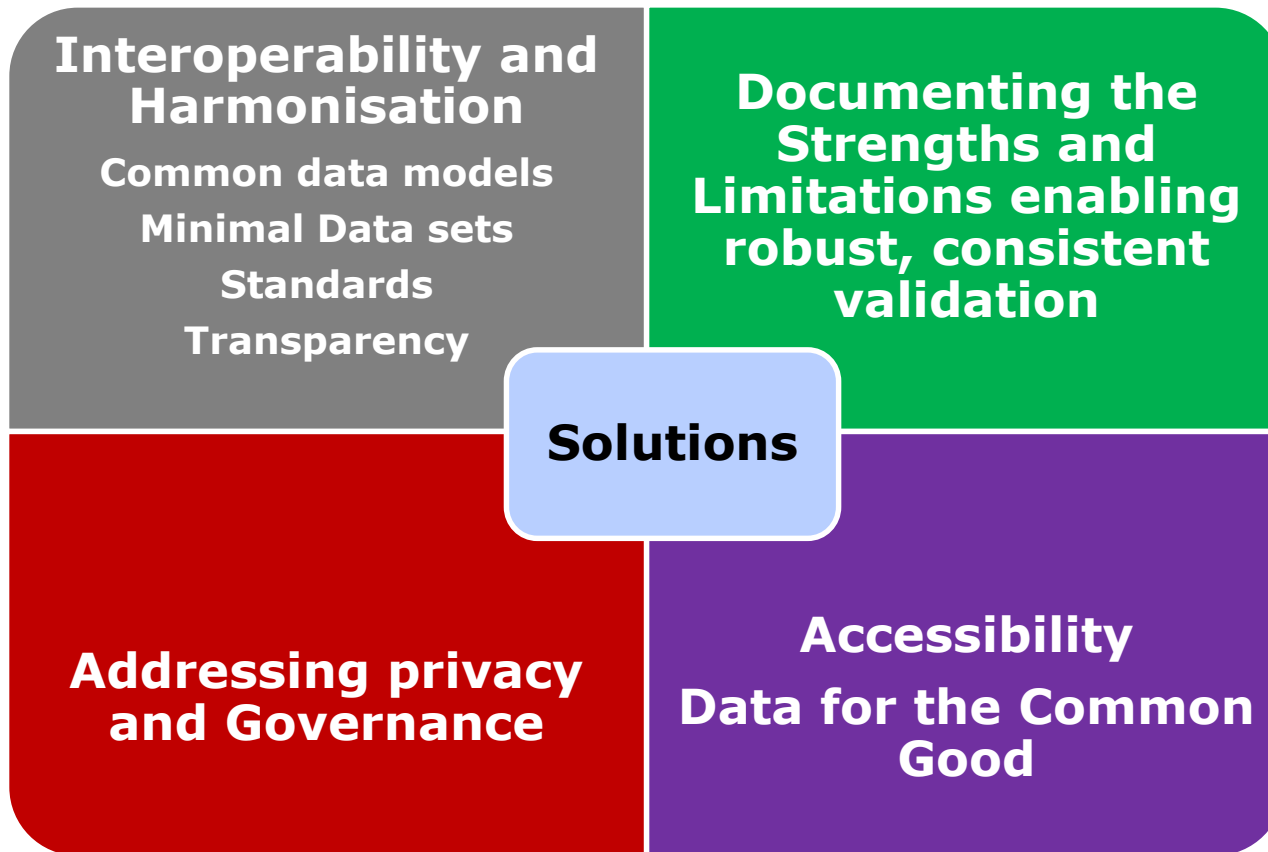 Interoperability and
Harmonisation
Common data models
Minimal Data sets
Standards
Transparency
Documenting the
Strengths and
Limitations enabling
robust, consistent
validation
Solutions
Addressing privacy
and Governance
Accessibility
Data for the Common
Good